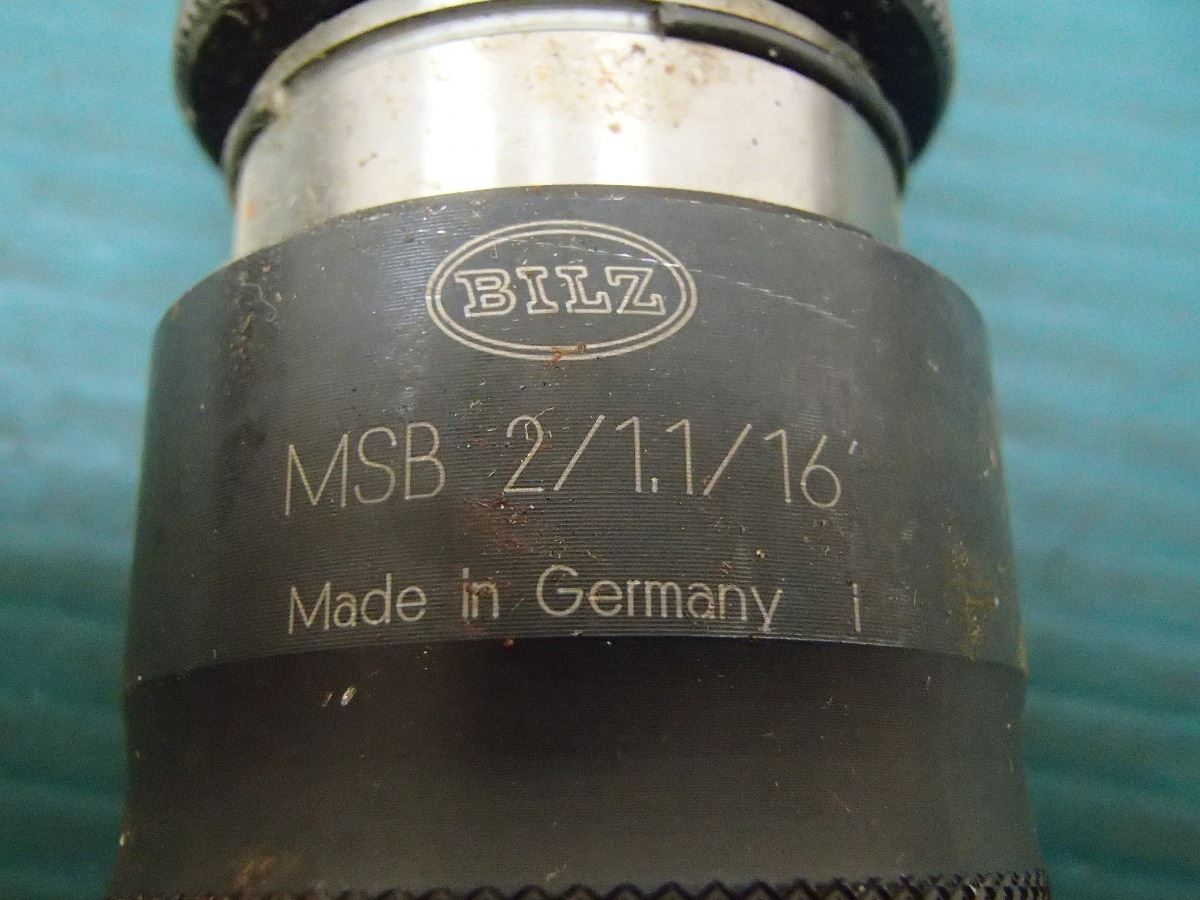 BILZ
MSB 2/1.1/16
Made in Germany i